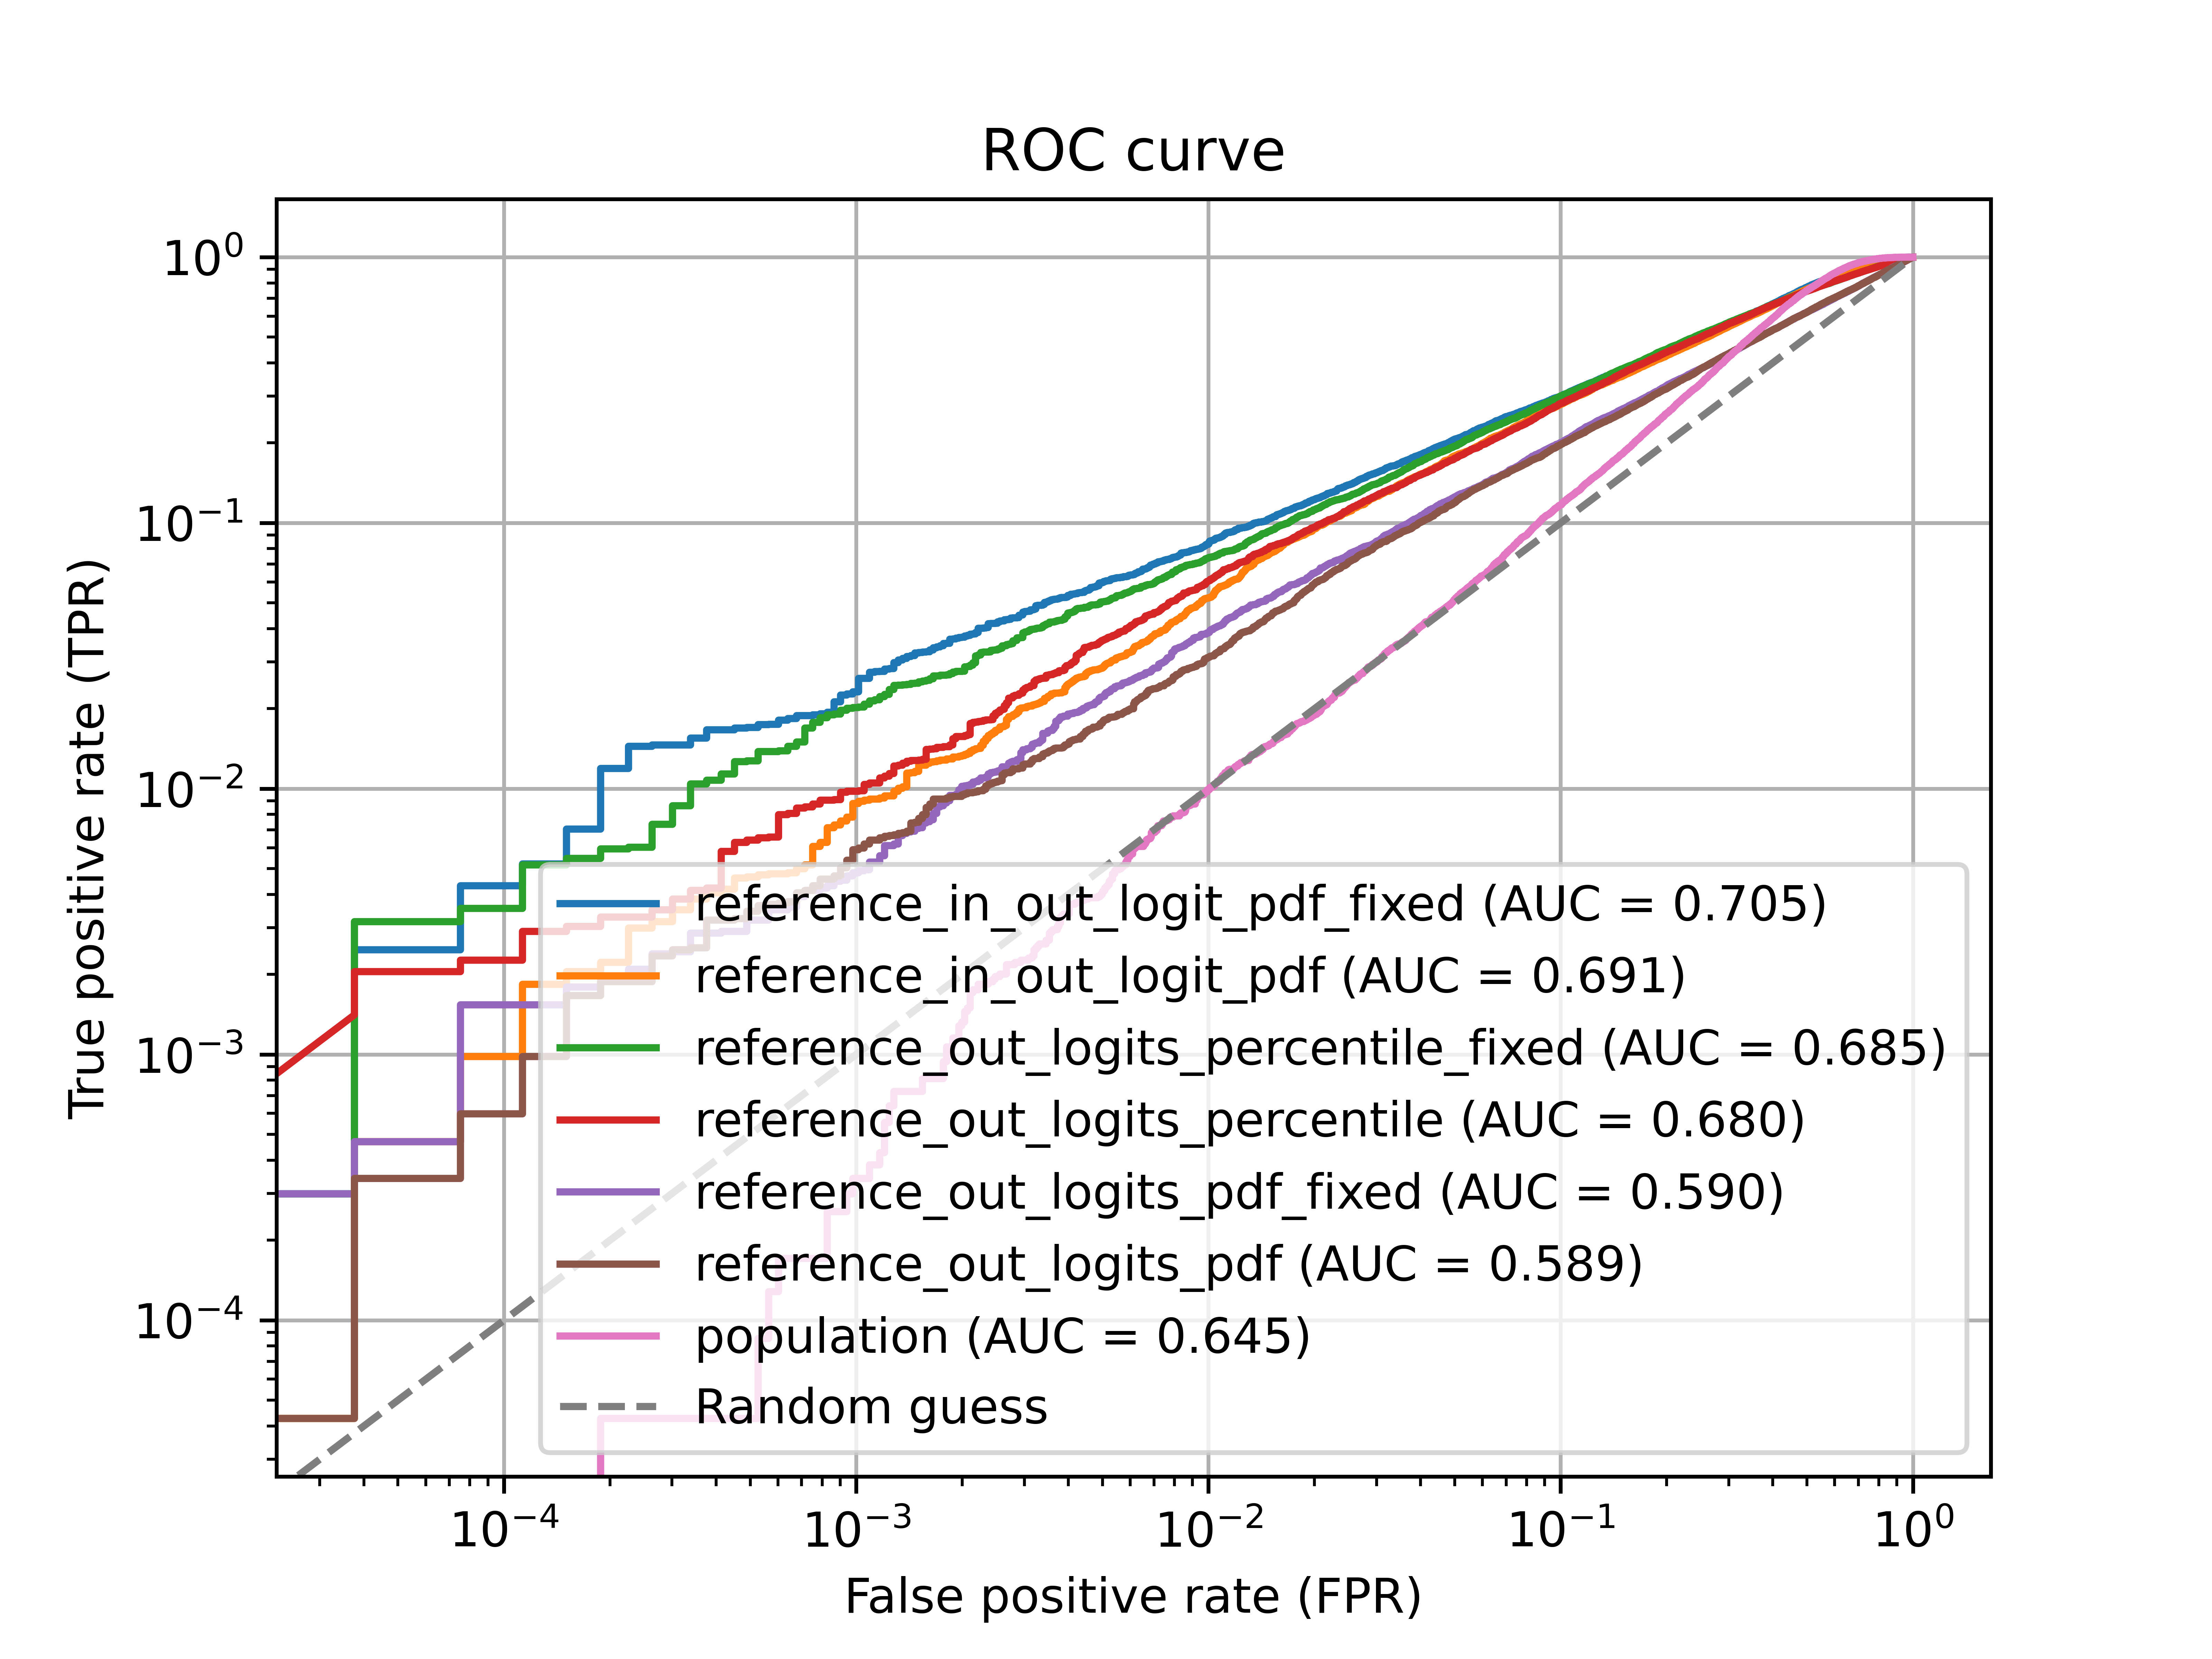 ROC curve
True positive rate (TPR)
10⁰
10⁻¹
10⁻²
10⁻³
10⁻⁴
reference_in_out_logit_pdf_fixed (AUC = 0.705)
reference_in_out_logit_pdf (AUC = 0.691)
reference_out_logits_percentile_fixed (AUC = 0.685)
reference_out_logits_percentile (AUC = 0.680)
reference_out_logits_pdf_fixed (AUC = 0.590)
reference_out_logits_pdf (AUC = 0.589)
population (AUC = 0.645)
Random guess
10⁻⁴ 10⁻³ 10⁻² 10⁻¹ 10⁰
False positive rate (FPR)